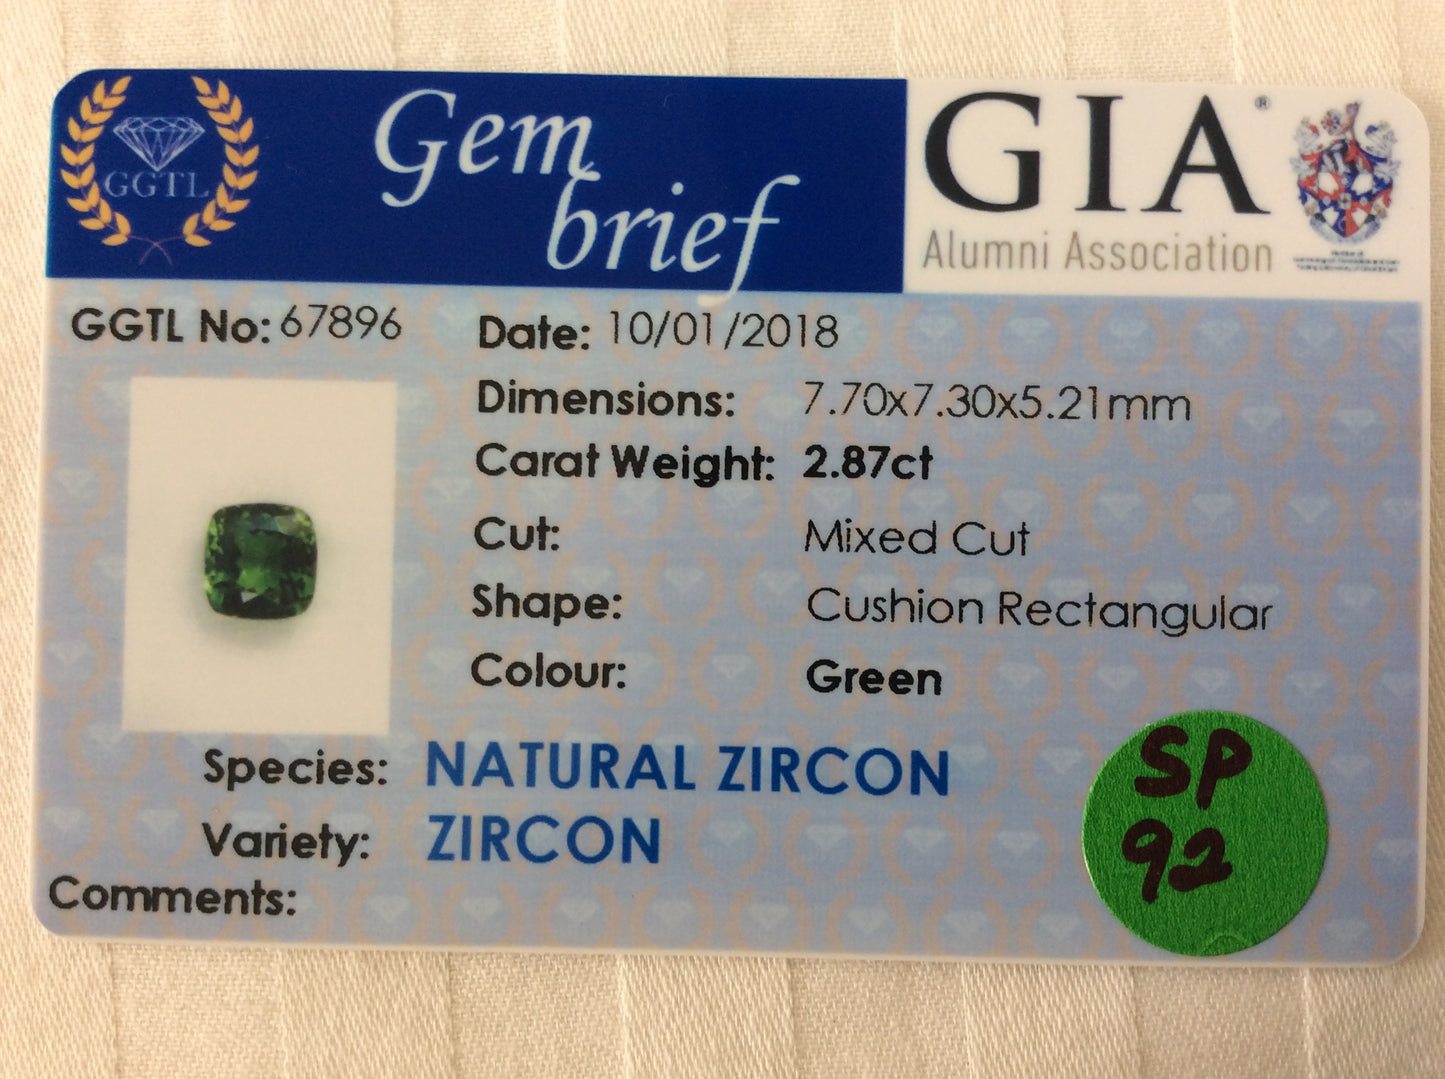 GGTL
Gem
brief
GIA®
Alumni Association
GGTL No: 67896
Date: 10/01/2018
Dimensions: 7.70x7.30x5.21mm
Carat Weight: 2.87ct
Cut: Mixed Cut
Shape: Cushion Rectangular
Colour: Green
Species: NATURAL ZIRCON
Variety: ZIRCON
Comments:
SP
92